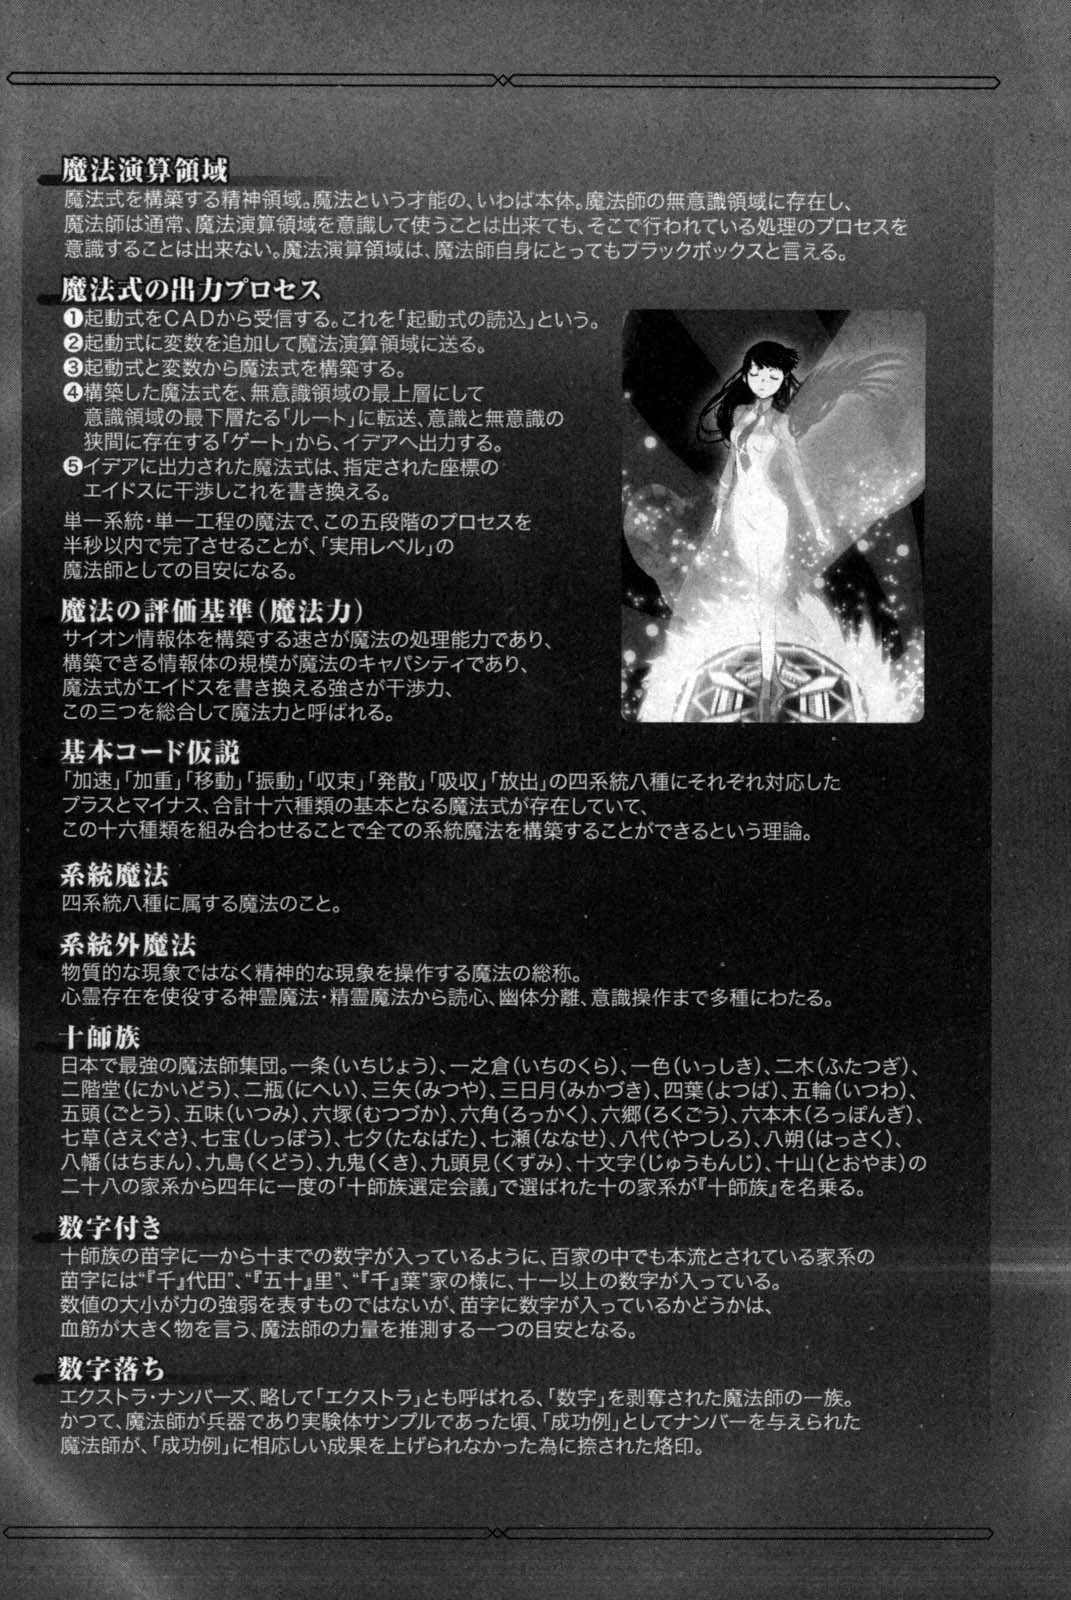 魔法演算領域
魔法式を構築する精神領域。魔法という才能の、いわば本体。魔法師の無意識領域に存在し、
魔法師は通常、魔法演算領域を意識して使うことは出来ても、そこで行われている処理のプロセスを
意識することは出来ない。魔法演算領域は、魔法師自身にとってもブラックボックスと言える。
魔法式の出力プロセス
❶起動式をCADから受信する。これを「起動式の読込」という。
❷起動式に変数を追加して魔法演算領域に送る。
❸起動式と変数から魔法式を構築する。
❹構築した魔法式を、無意識領域の最上層にして
意識領域の最下層たる「ルート」に転送、意識と無意識の
狭間に存在する「ゲート」から、イデアへ出力する。
❺イデアに出力された魔法式は、指定された座標の
エイドスに干渉しこれを書き換える。
単一系統・単一工程の魔法で、この五段階のプロセスを
半秒以内で完了させることが、「実用レベル」の
魔法師としての目安になる。
魔法の評価基準(魔法力)
サイオン情報体を構築する速さが魔法の処理能力であり、
構築できる情報体の規模が魔法のキャパシティであり、
魔法式がエイドスを書き換える強さが干渉力、
この三つを総合して魔法力と呼ばれる。
基本コード仮説
「加速」「加重」「移動」「振動」「収束」「発散」「吸収」「放出」の四系統八種にそれぞれ対応した
プラスとマイナス、合計十六種類の基本となる魔法式が存在していて、
この十六種類を組み合わせることで全ての系統魔法を構築することができるという理論。
系統魔法
四系統八種に属する魔法のこと。
系統外魔法
物質的な現象ではなく精神的な現象を操作する魔法の総称。
心霊存在を使役する神霊魔法・精霊魔法から読心、幽体分離、意識操作まで多種にわたる。
十師族
日本で最強の魔法師集団。一条(いちじょう)、一之倉(いちのくら)、一色(いっしき)、二木(ふたつぎ)、
二階堂(にかいどう)、二瓶(にへい)、三矢(みつや)、三日月(みかづき)、四葉(よつば)、五輪(いつわ)、
五頭(ごとう)、五味(いつみ)、六塚(むつづか)、六角(ろっかく)、六郷(ろくごう)、六本木(ろっぽんぎ)、
七草(さえぐさ)、七宝(しっぽう)、七夕(たなばた)、七瀬(ななせ)、八代(やつしろ)、八朔(はっさく)、
八幡(はちまん)、九島(くどう)、九鬼(くき)、九頭見(くずみ)、十文字(じゅうもんじ)、十山(とおやま)の
二十八の家系から四年に一度の「十師族選定会議」で選ばれた十の家系が『十師族』を名乗る。
数字付き
十師族の苗字に一から十までの数字が入っているように、百家の中でも本流とされている家系の
苗字には“『千』代田”、“『五十』里”、“『千』葉”家の様に、十一以上の数字が入っている。
数値の大小が力の強弱を表すものではないが、苗字に数字が入っているかどうかは、
血筋が大きく物を言う、魔法師の力量を推測する一つの目安となる。
数字落ち
エクストラ・ナンバーズ、略して「エクストラ」とも呼ばれる、「数字」を剥奪された魔法師の一族。
かつて、魔法師が兵器であり実験体サンプルであった頃、「成功例」としてナンバーを与えられた
魔法師が、「成功例」に相応しい成果を上げられなかった為に捺された烙印。